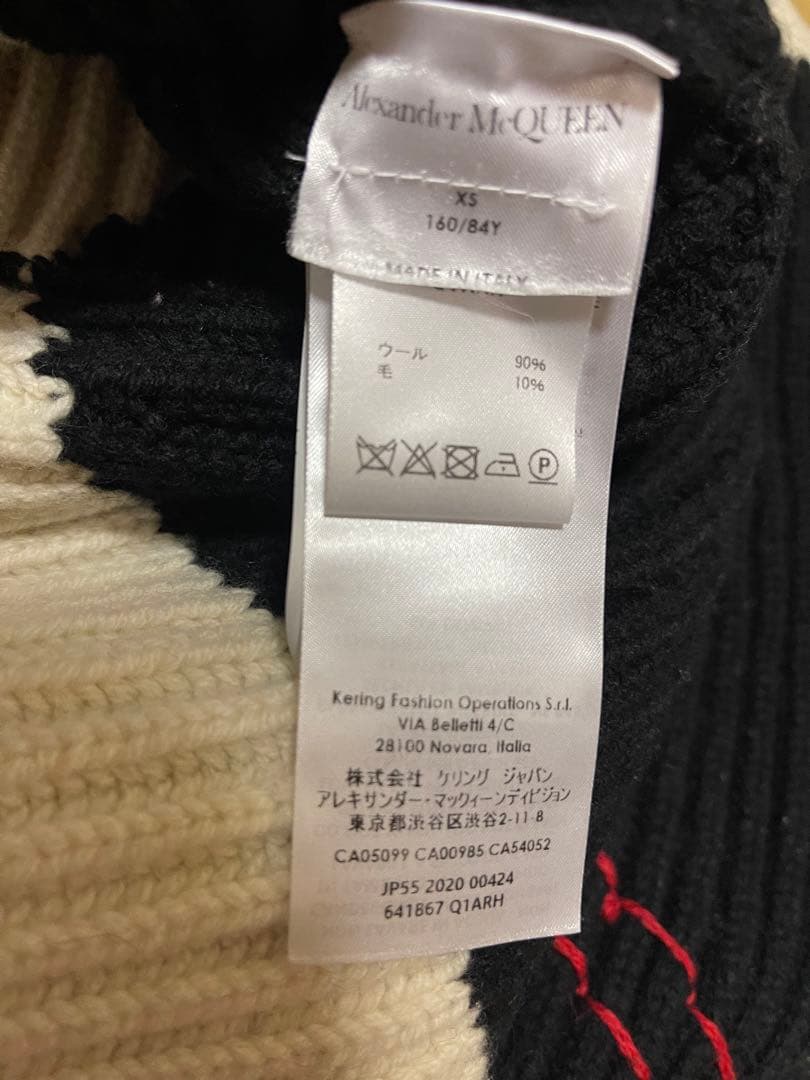 Alexander McQUEEN
XS
160/84Y
MADE IN ITALY
ウール 90%
毛 10%
P
Kering Fashion Operations S.r.l.
VIA Belletti 4/C
28100 Novara, Italia
株式会社 ケリング ジャパン
アレキサンダー・マックィーンディビジョン
東京都渋谷区渋谷2-11-8
CA05099 CA00985 CA54052
JP55 2020 00424
641867 Q1ARH